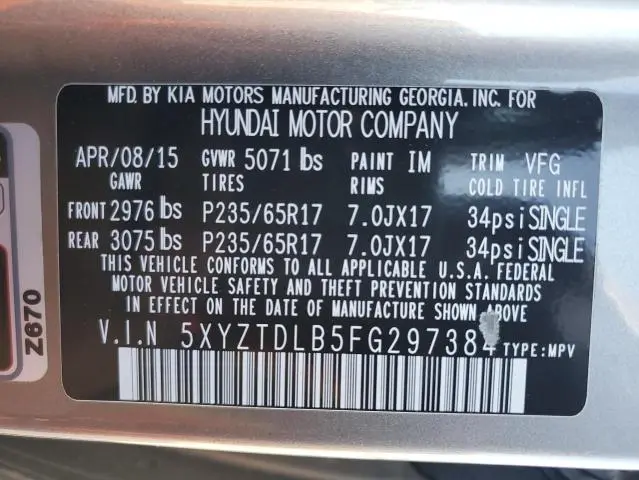 MFD. BY KIA MOTORS MANUFACTURING GEORGIA. INC. FOR
HYUNDAI MOTOR COMPANY
APR/08/15 GVWR 5071 lbs PAINT IM TRIM VFG
GAWR TIRES RIMS COLD TIRE INFL
FRONT 2976 lbs P235/65R17 7.0JX17 34psi SINGLE
REAR 3075 lbs P235/65R17 7.0JX17 34psi SINGLE
THIS VEHICLE CONFORMS TO ALL APPLICABLE U.S.A. FEDERAL
MOTOR VEHICLE SAFETY AND THEFT PREVENTION STANDARDS
IN EFFECT ON THE DATE OF MANUFACTURE SHOWN ABOVE
V.I.N 5XYZTDLB5FG297384 TYPE:MPV
Z670